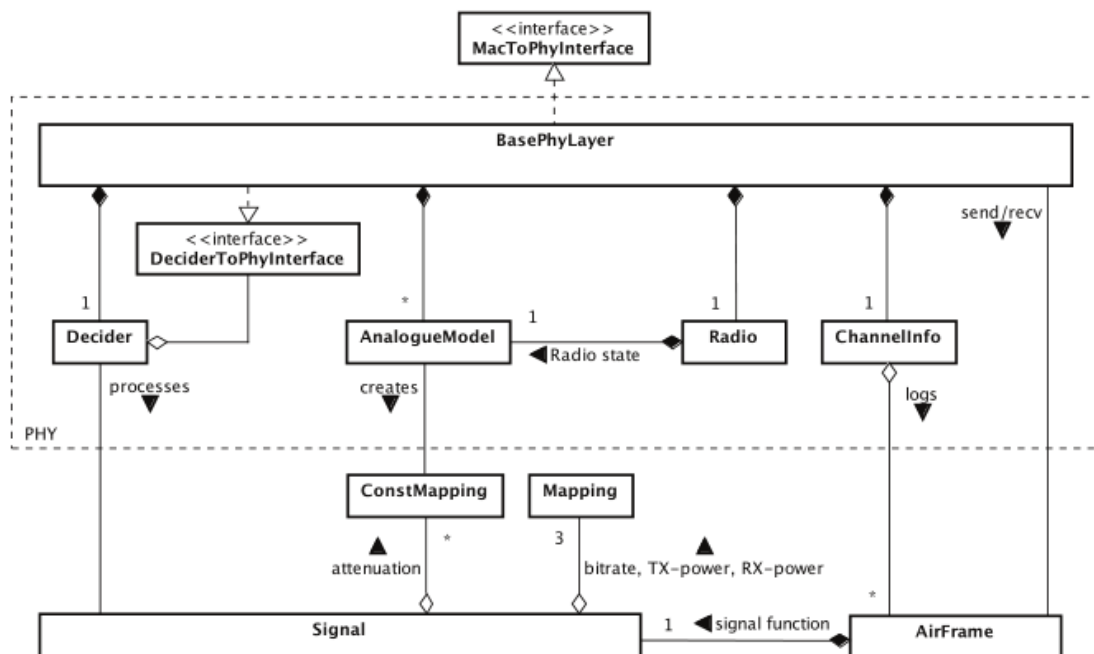 <<interface>>
MacToPhyInterface
BasePhyLayer
send/recv
<<interface>>
DeciderToPhyInterface
1
*
1
1
1
Decider
AnalogueModel
Radio
ChannelInfo
Radio state
processes
creates
logs
PHY
ConstMapping
Mapping
*
3
attenuation
bitrate, TX-power, RX-power
*
Signal
1
signal function
AirFrame